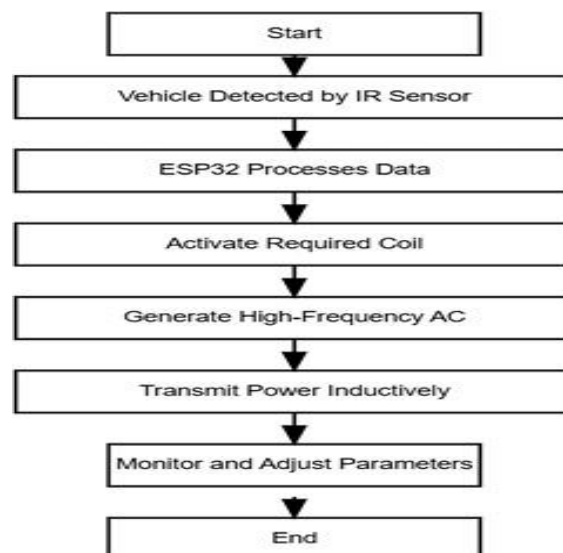 Start
Vehicle Detected by IR Sensor
ESP32 Processes Data
Activate Required Coil
Generate High-Frequency AC
Transmit Power Inductively
Monitor and Adjust Parameters
End